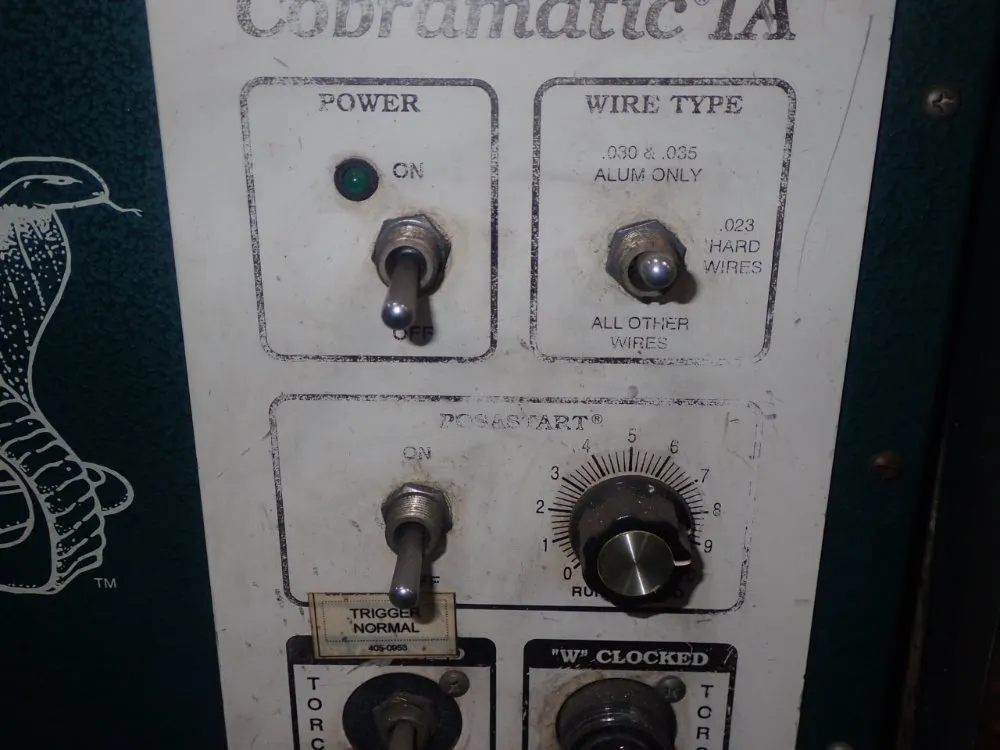 Cobramatic® IA
POWER
ON
OFF
WIRE TYPE
.030 & .035
ALUM ONLY
.023
HARD
WIRES
ALL OTHER
WIRES
POSASTART®
ON
0
1
2
3
4
5
6
7
8
9
TRIGGER
NORMAL
405-0953
TM
"W" CLOCKED
T
O
R
C
T
O
R
C